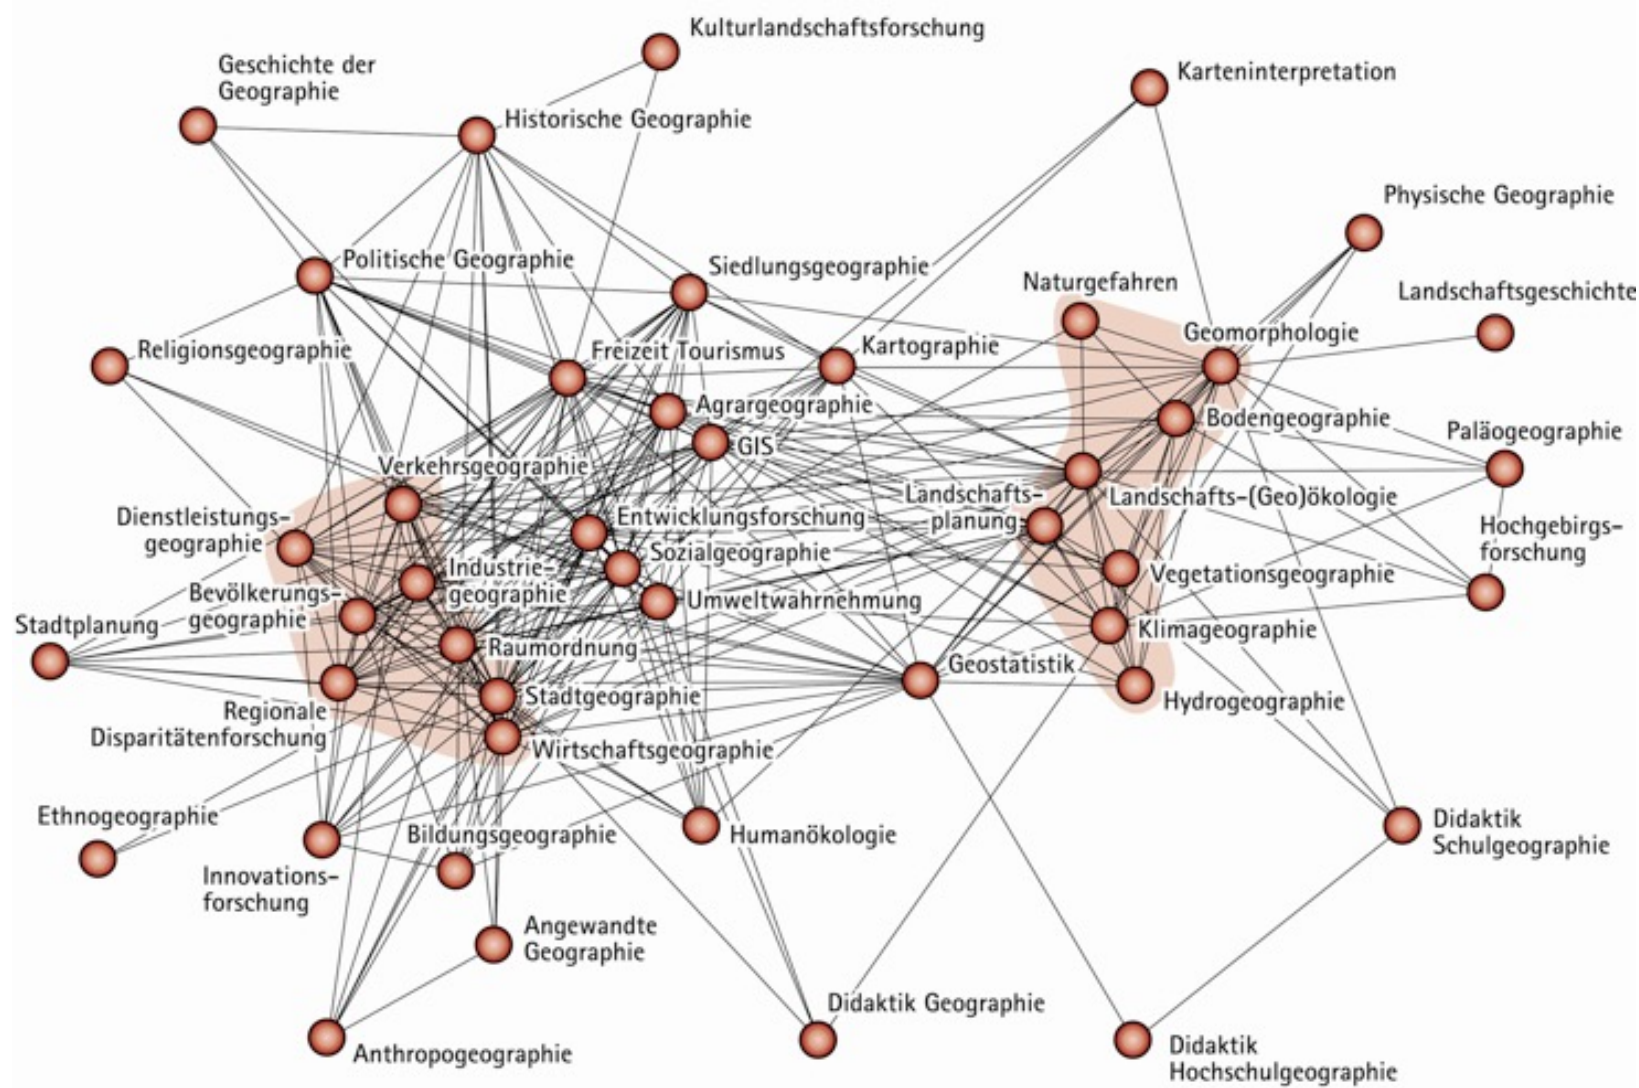 Kulturlandschaftsforschung
Geschichte der
Geographie
Karteninterpretation
Historische Geographie
Physische Geographie
Politische Geographie
Siedlungsgeographie
Naturgefahren
Landschaftsgeschichte
Geomorphologie
Religionsgeographie
Freizeit Tourismus
Kartographie
Agrargeographie
Bodengeographie
GIS
Paläogeographie
Verkehrsgeographie
Landschafts-
planung
Landschafts-(Geo)ökologie
Dienstleistungs-
geographie
Entwicklungsforschung
Hochgebirgs-
forschung
Sozialgeographie
Industrie-
geographie
Vegetationsgeographie
Bevölkerungs-
geographie
Umweltwahrnehmung
Stadtplanung
Klimageographie
Raumordnung
Geostatistik
Stadtgeographie
Hydrogeographie
Regionale
Disparitätenforschung
Wirtschaftsgeographie
Ethnogeographie
Bildungsgeographie
Humanökologie
Didaktik
Schulgeographie
Innovations-
forschung
Angewandte
Geographie
Didaktik Geographie
Anthropogeographie
Didaktik
Hochschulgeographie